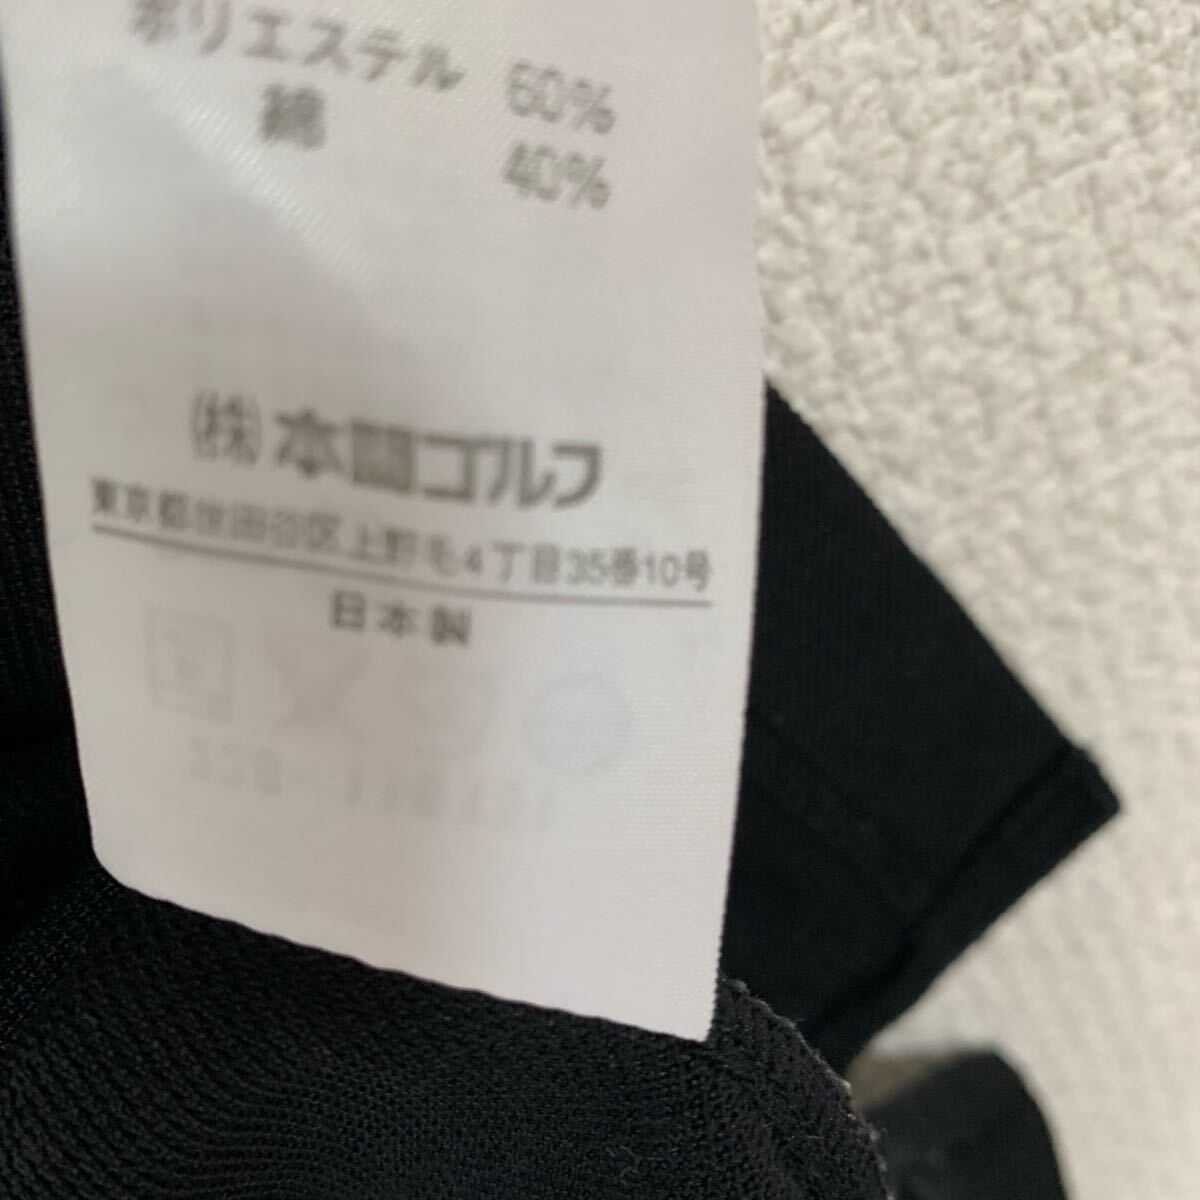 ポリエステル 60%
綿 40%
(株)本間ゴルフ
東京都世田谷区上野毛4丁目35番10号
日本製